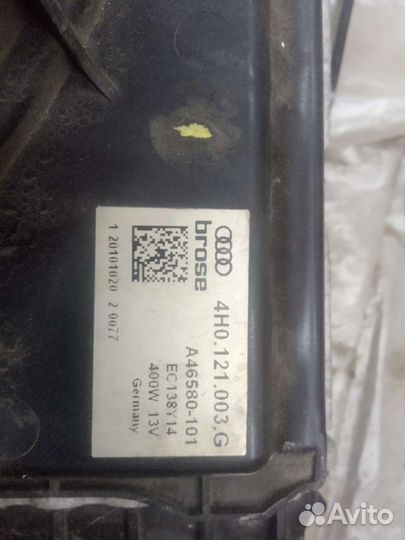 brose
4H0.121.003.G
A46580-101
EC138Y14
400W 13V
Germany
1 20101020 2 0077
Avito